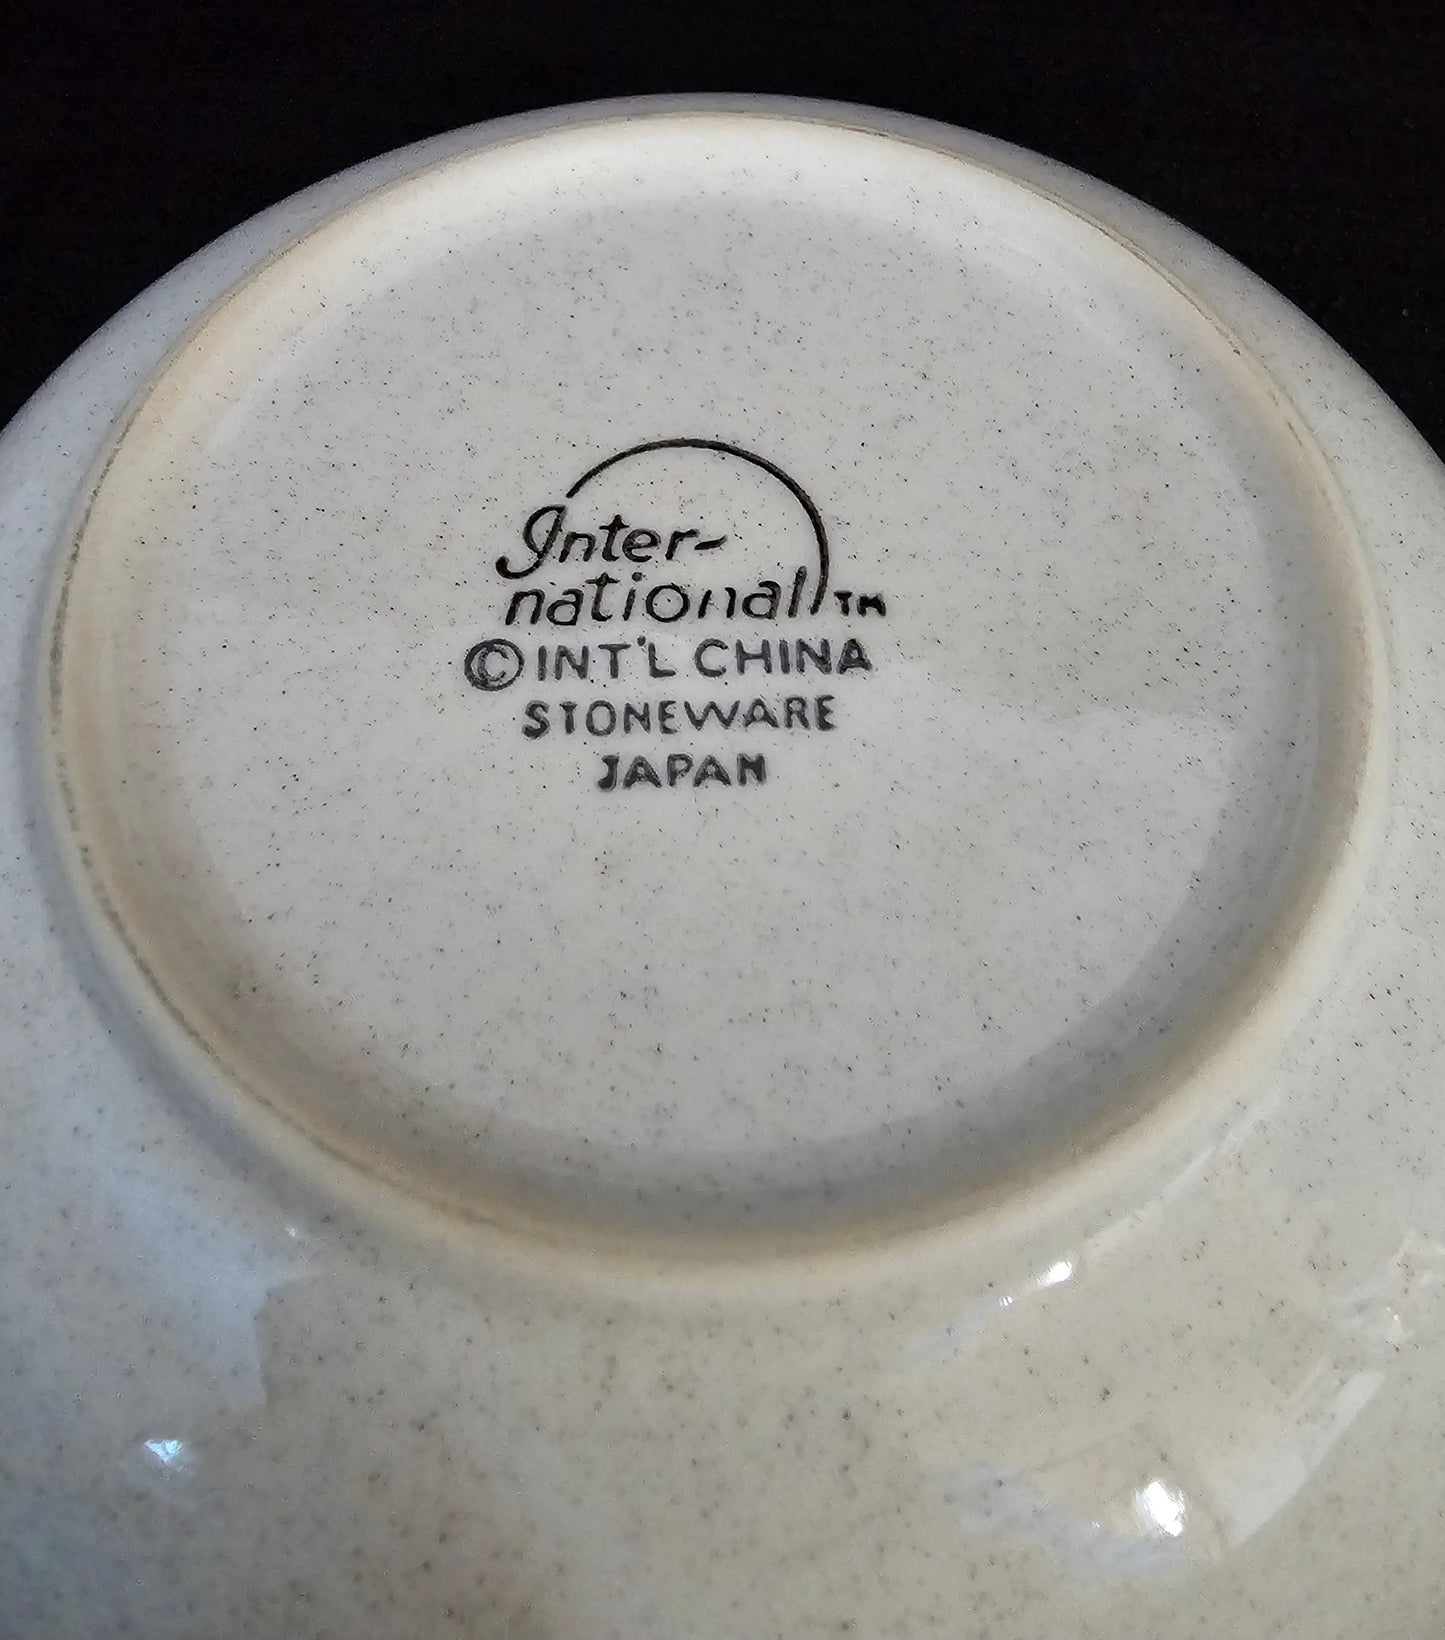 Inter-
national™
©INT'L CHINA
STONEWARE
JAPAN